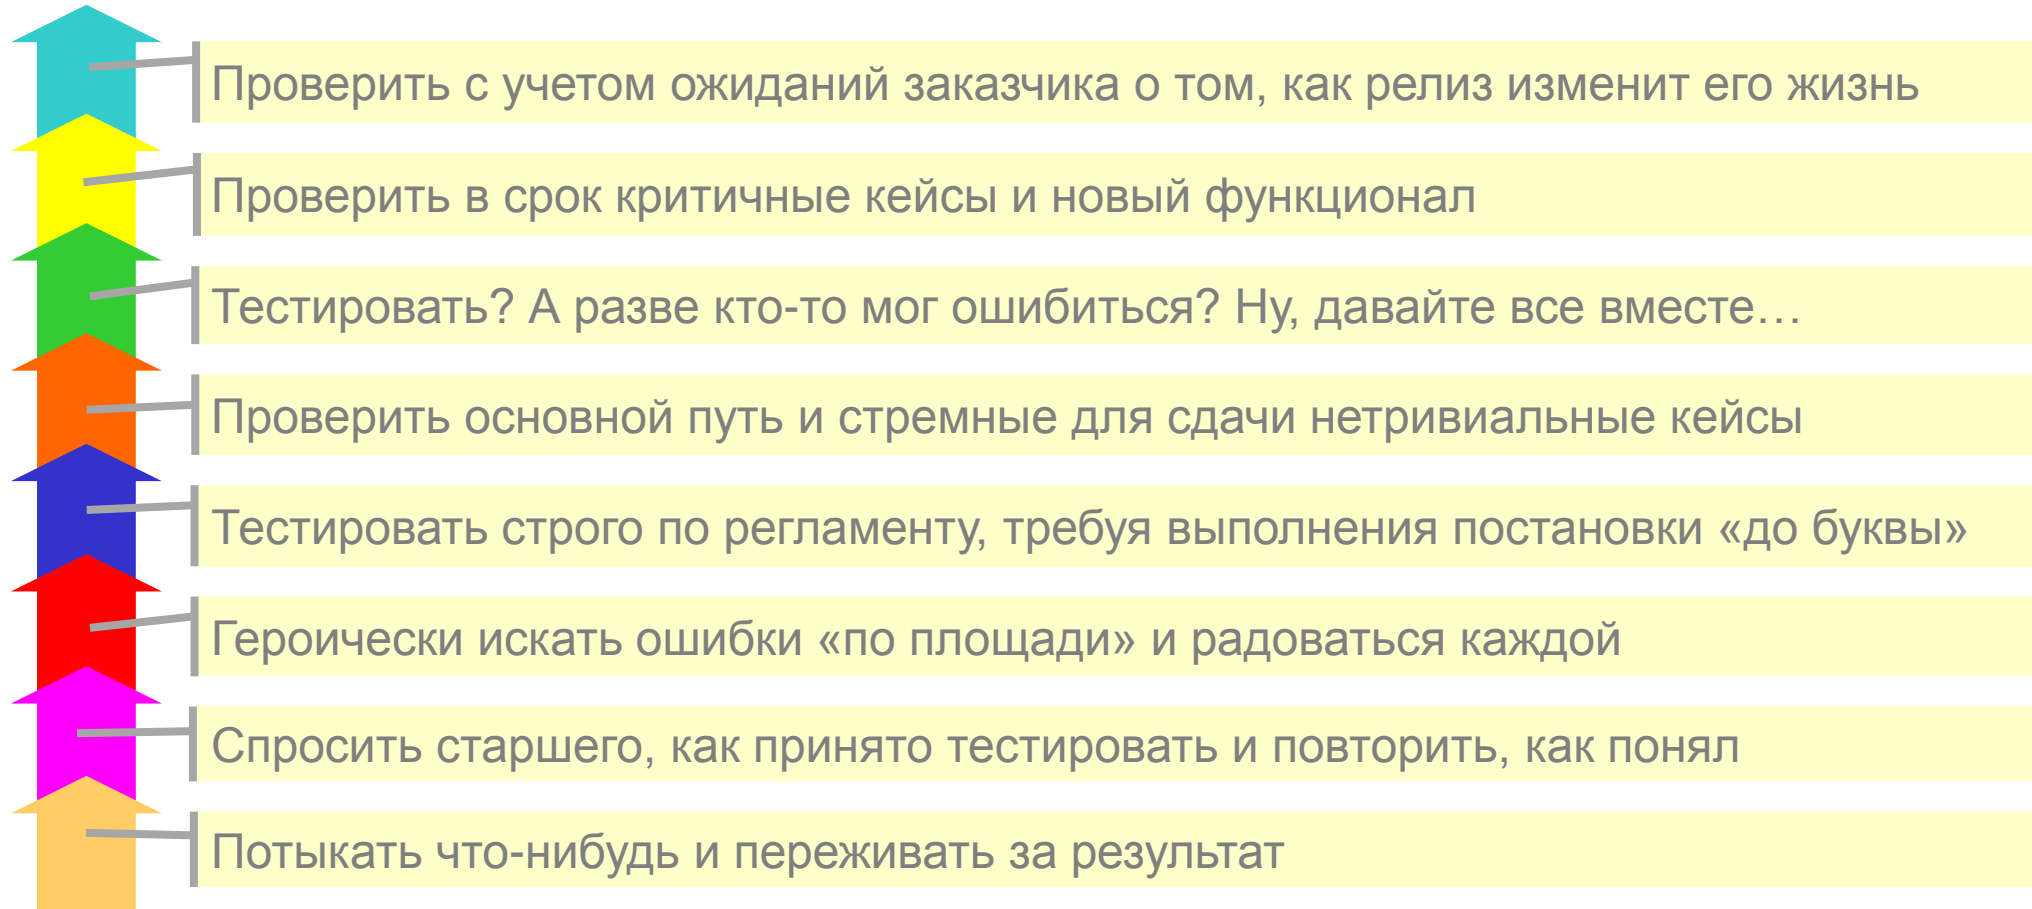 Проверить с учетом ожиданий заказчика о том, как релиз изменит его жизнь
Проверить в срок критичные кейсы и новый функционал
Тестировать? А разве кто-то мог ошибиться? Ну, давайте все вместе…
Проверить основной путь и стремные для сдачи нетривиальные кейсы
Тестировать строго по регламенту, требуя выполнения постановки «до буквы»
Героически искать ошибки «по площади» и радоваться каждой
Спросить старшего, как принято тестировать и повторить, как понял
Потыкать что-нибудь и переживать за результат